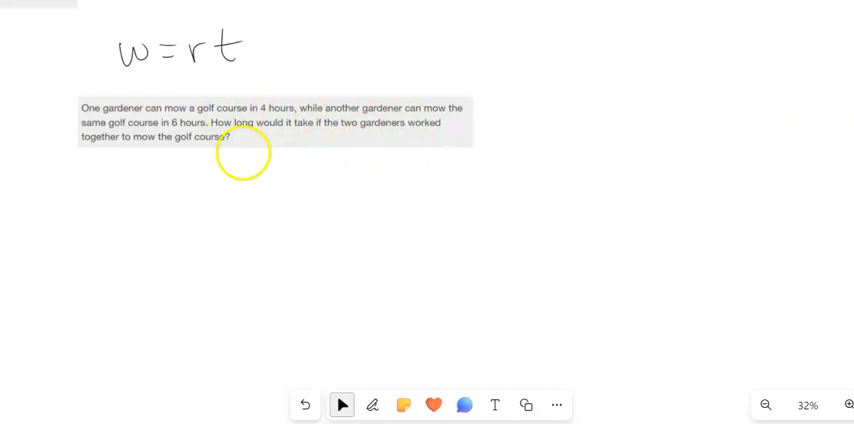 w = rt
One gardener can mow a golf course in 4 hours, while another gardener can mow the
same golf course in 6 hours. How long would it take if the two gardeners worked
together to mow the golf course?
T
32%